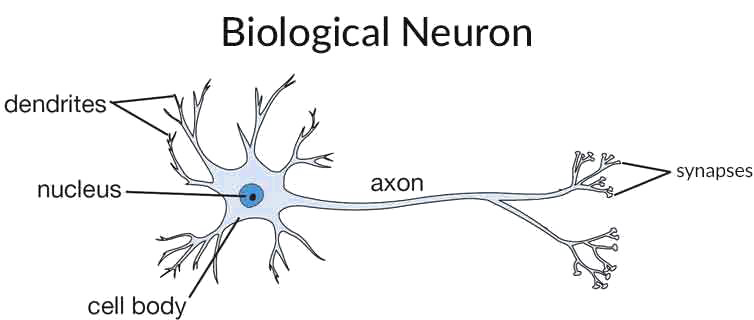 Biological Neuron
dendrites
nucleus
axon
synapses
cell body